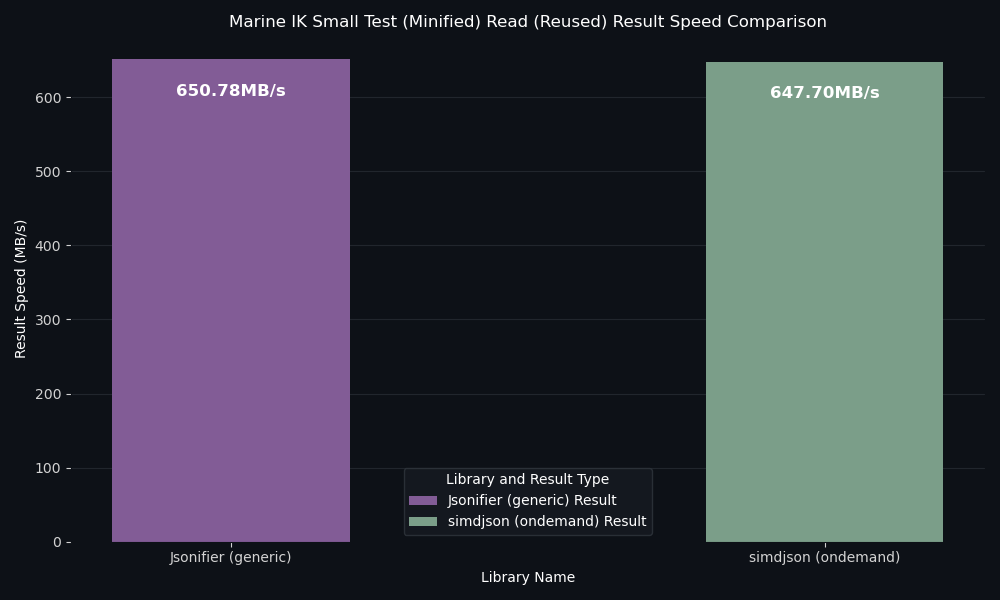 Marine IK Small Test (Minified) Read (Reused) Result Speed Comparison
650.78MB/s
647.70MB/s
Result Speed (MB/s)
600
500
400
300
200
100
0
Library and Result Type
Jsonifier (generic) Result
simdjson (ondemand) Result
Jsonifier (generic)
simdjson (ondemand)
Library Name